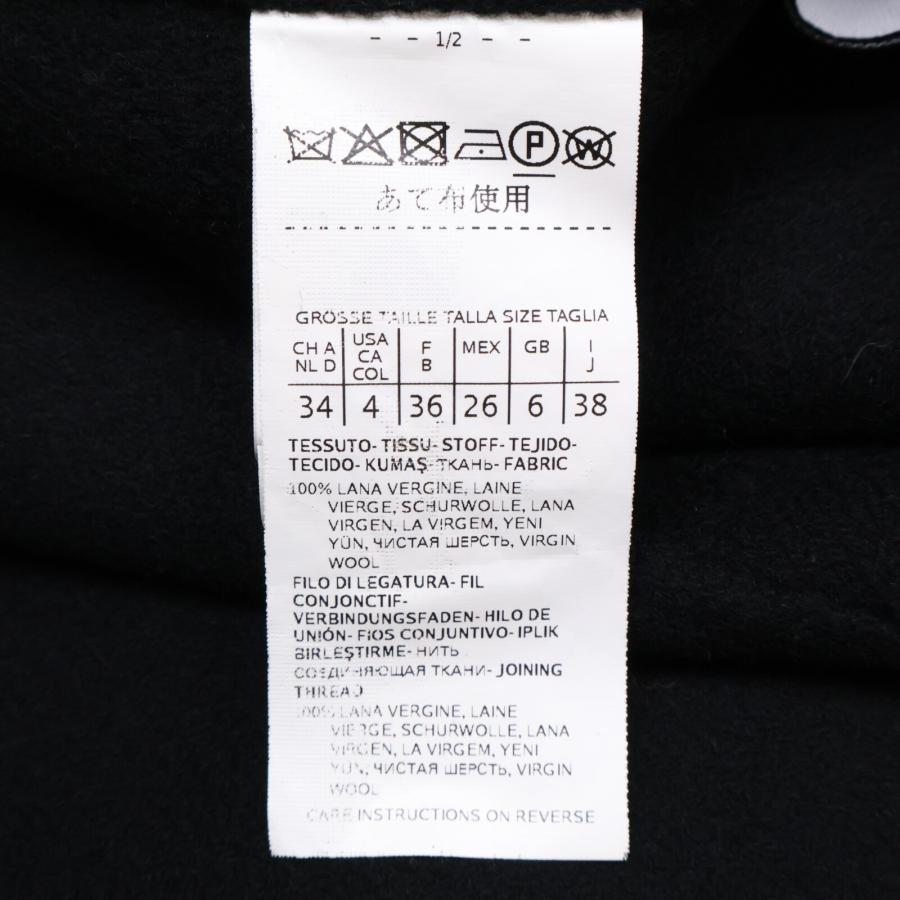 - - 1/2 - -
P W
あて布使用
GRÖSSE TAILLE TALLA SIZE TAGLIA
CH A NL D USA CA COL F B MEX GB I J
34 4 36 26 6 38
TESSUTO- TISSU- STOFF- TEJIDO-
TECIDO- KUMAŞ- ТКАНЬ- FABRIC
100% LANA VERGINE, LAINE
VIERGE, SCHURWOLLE, LANA
VIRGEN, LA VIRGEM, YENI
YÜN, ЧИСТАЯ ШЕРСТЬ, VIRGIN
WOOL
FILO DI LEGATURA- FIL
CONJONCTIF-
VERBINDUNGSFADEN- HILO DE
UNIÓN- FIOS CONJUNTIVO- IPLIK
BIRLEŞTIRME- НИТЬ
СОЕДИНЯЮЩАЯ ТКАНИ- JOINING
THREAD
100% LANA VERGINE, LAINE
VIERGE, SCHURWOLLE, LANA
VIRGEN, LA VIRGEM, YENI
YÜN, ЧИСТАЯ ШЕРСТЬ, VIRGIN
WOOL
CARE INSTRUCTIONS ON REVERSE